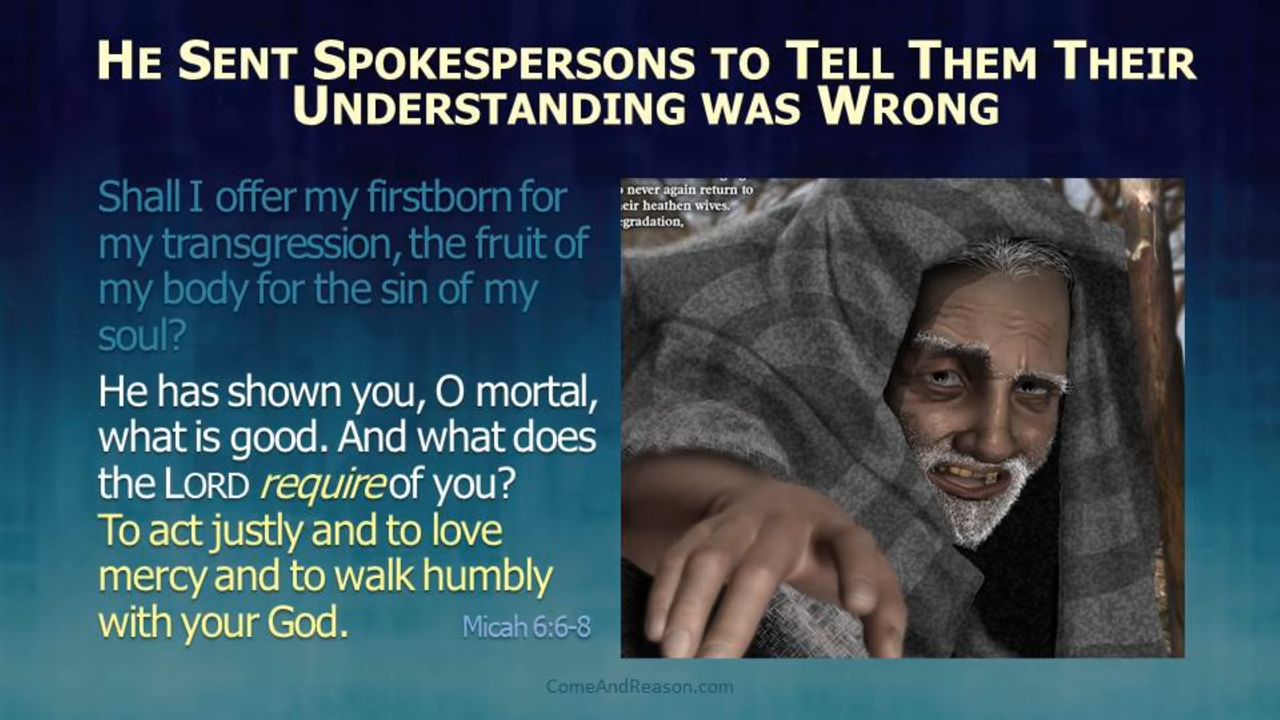 HE SENT SPOKESPERSONS TO TELL THEM THEIR
UNDERSTANDING WAS WRONG
Shall I offer my firstborn for
my transgression, the fruit of
my body for the sin of my
soul?
He has shown you, O mortal,
what is good. And what does
the LORD require of you?
To act justly and to love
mercy and to walk humbly
with your God.
Micah 6:6-8
never again return to
eir heathen wives.
egradation,
ComeAndReason.com